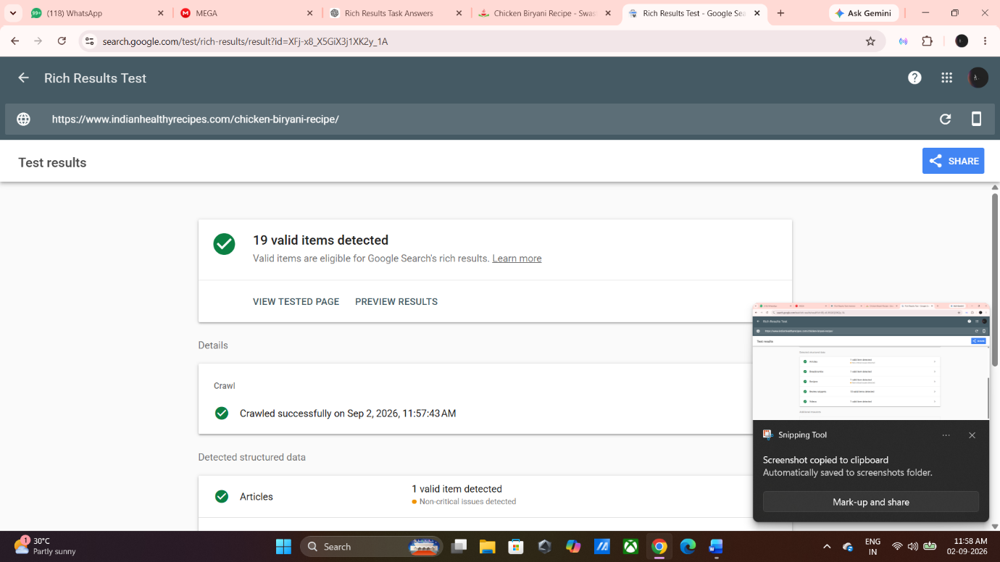 (118) WhatsApp
MEGA
Rich Results Task Answers
Chicken Biryani Recipe - Swas
Rich Results Test - Google Sea
Ask Gemini
search.google.com/test/rich-results/result?id=XFj-x8_X5GiX3j1XK2y_1A
Rich Results Test
https://www.indianhealthyrecipes.com/chicken-biryani-recipe/
Test results
SHARE
19 valid items detected
Valid items are eligible for Google Search's rich results. Learn more
VIEW TESTED PAGE PREVIEW RESULTS
Details
Crawl
Crawled successfully on Sep 2, 2026, 11:57:43 AM
Detected structured data
Articles
1 valid item detected
Non-critical issues detected
Rich Results Test
Test results
Snipping Tool
Screenshot copied to clipboard
Automatically saved to screenshots folder.
Mark-up and share
1
30°C
Partly sunny
Search
ENG
IN
11:58 AM
02-09-2026